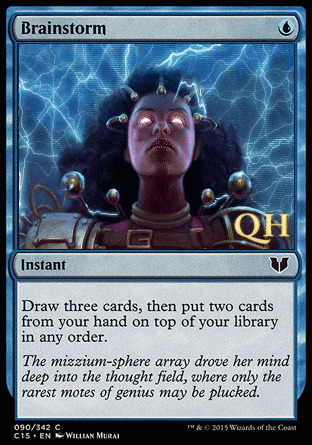 Brainstorm
QH
Instant
Draw three cards, then put two cards
from your hand on top of your library
in any order.
The mizzium-sphere array drove her mind
deep into the thought field, where only the
rarest motes of genius may be plucked.
090/342 C
C15 • EN Willian Murai
™ & © 2015 Wizards of the Coast